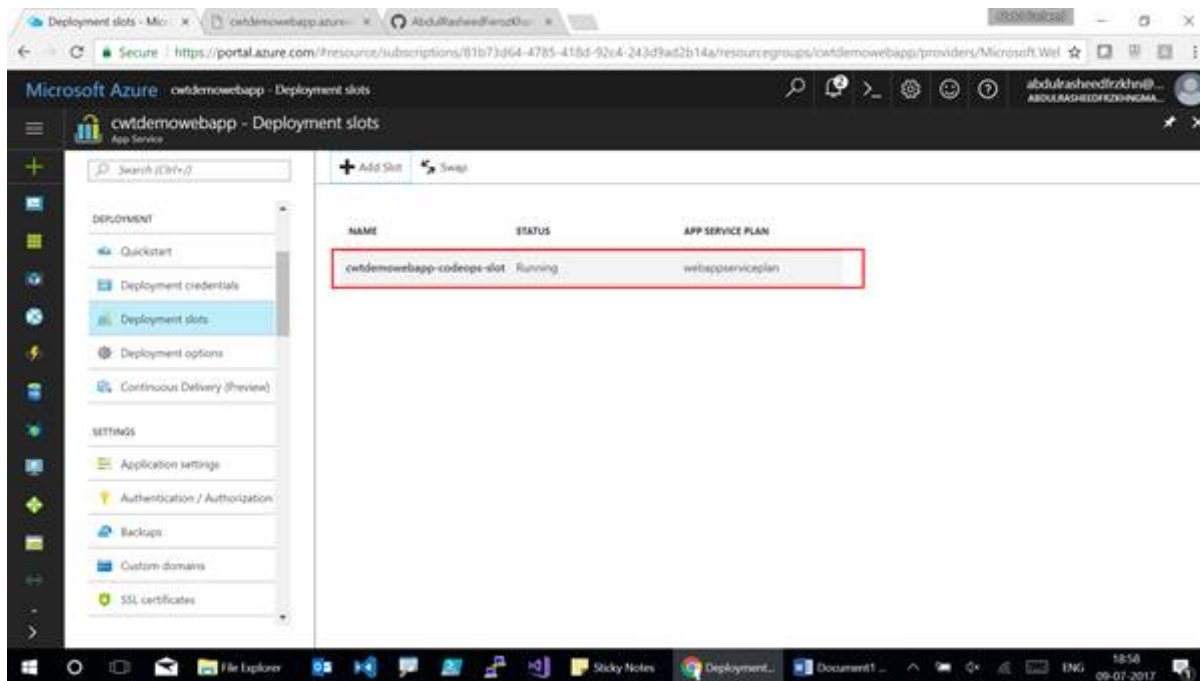 Deployment slots - Mic
cwtdemowebapp.azure
AbdulRasheedFerozKhan
Secure
https://portal.azure.com/#resource/subscriptions/81b73d64-4785-418d-92c4-243d9ad2b14a/resourcegroups/cwtdemowebapp/providers/Microsoft.Wel
Microsoft Azure cwtdemowebapp - Deployment slots
abdulrasheedfrzkhn@...
cwtdemowebapp - Deployment slots
App Service
Search (Ctrl+/)
Add Slot
Swap
DEPLOYMENT
Quickstart
Deployment credentials
Deployment slots
Deployment options
Continuous Delivery (Preview)
SETTINGS
Application settings
Authentication / Authorization
Backups
Custom domains
SSL certificates
NAME STATUS APP SERVICE PLAN
cwtdemowebapp-codeops-slot Running webappserviceplan
File Explorer
Sticky Notes
Deployment...
Document1 ...
ENG
18:58
09-07-2017